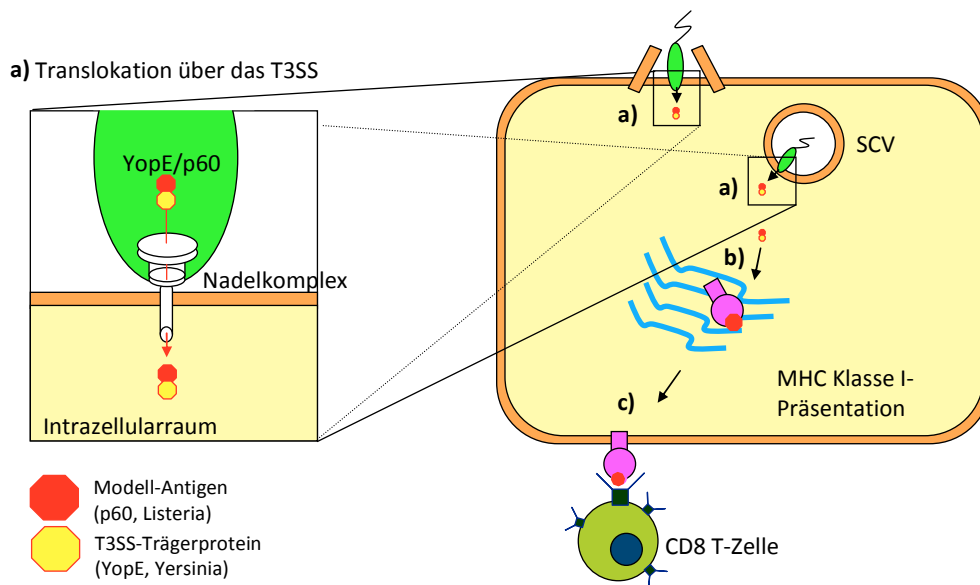 a) Translokation über das T3SS
YopE/p60
Nadelkomplex
Intrazellularraum
Modell-Antigen
(p60, Listeria)
T3SS-Trägerprotein
(YopE, Yersinia)
a)
SCV
a)
b)
MHC Klasse I-
Präsentation
c)
CD8 T-Zelle